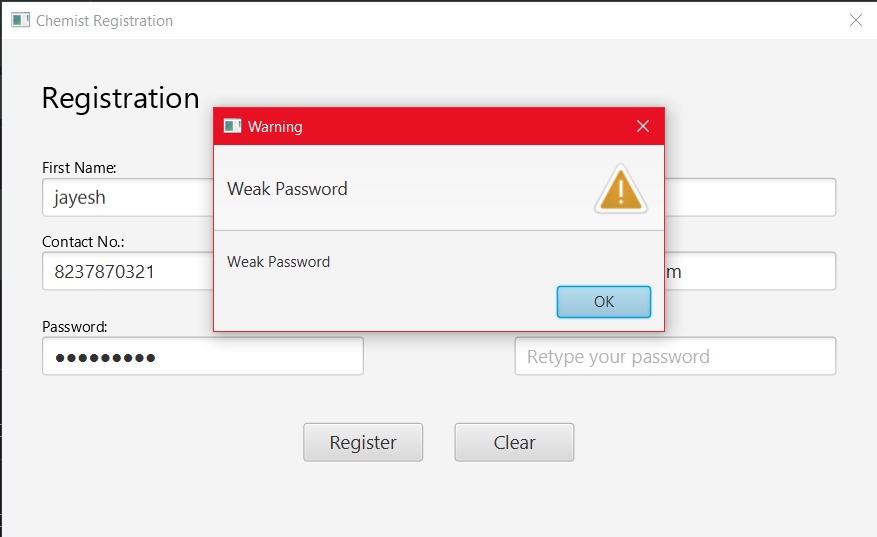 Chemist Registration
Registration
Warning
Weak Password
First Name:
jayesh
Contact No.:
Weak Password
8237870321
m
OK
Password:
●●●●●●●●●
Retype your password
Register
Clear